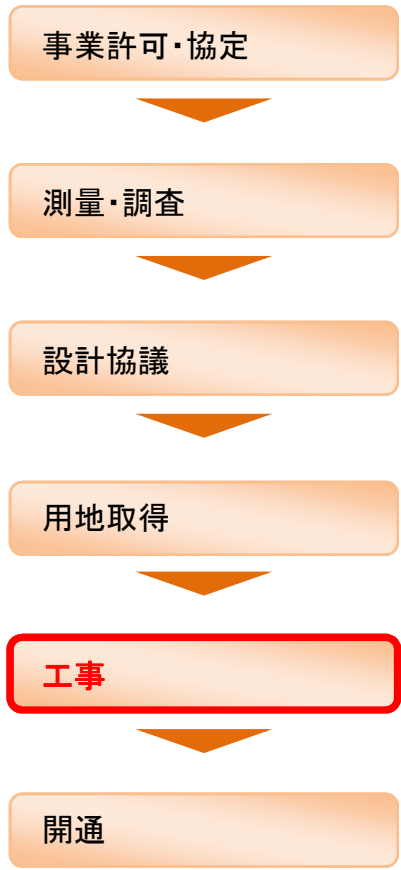 事業許可・協定
測量・調査
設計協議
用地取得
工事
開通